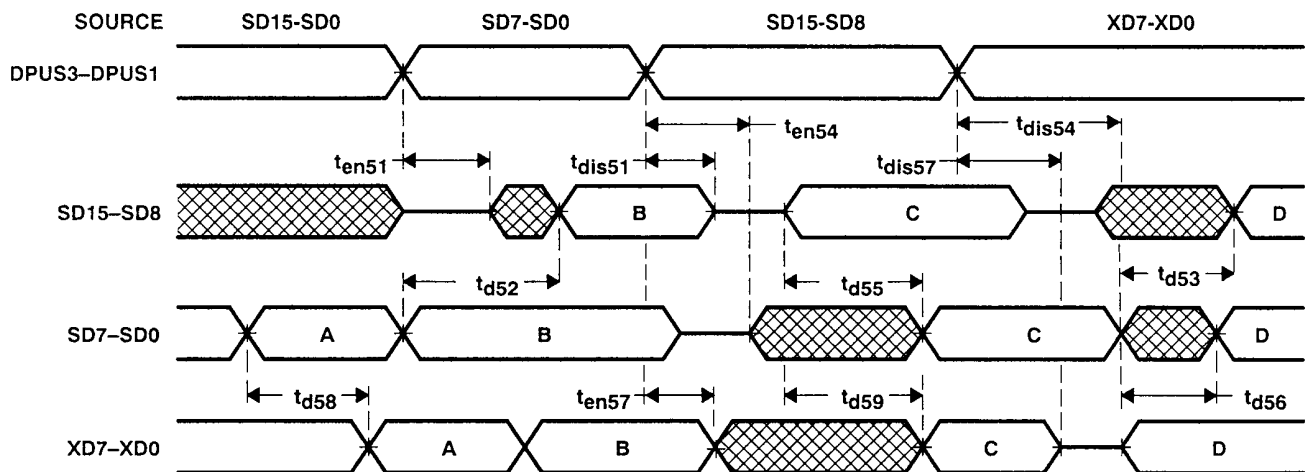 SOURCE SD15-SD0 SD7-SD0 SD15-SD8 XD7-XD0
DPUS3–DPUS1
ten54 tdis54
ten51 tdis51 tdis57
SD15–SD8 B C D
td52 td55 td53
SD7–SD0 A B C D
td58 ten57 td59 td56
XD7–XD0 A B C D